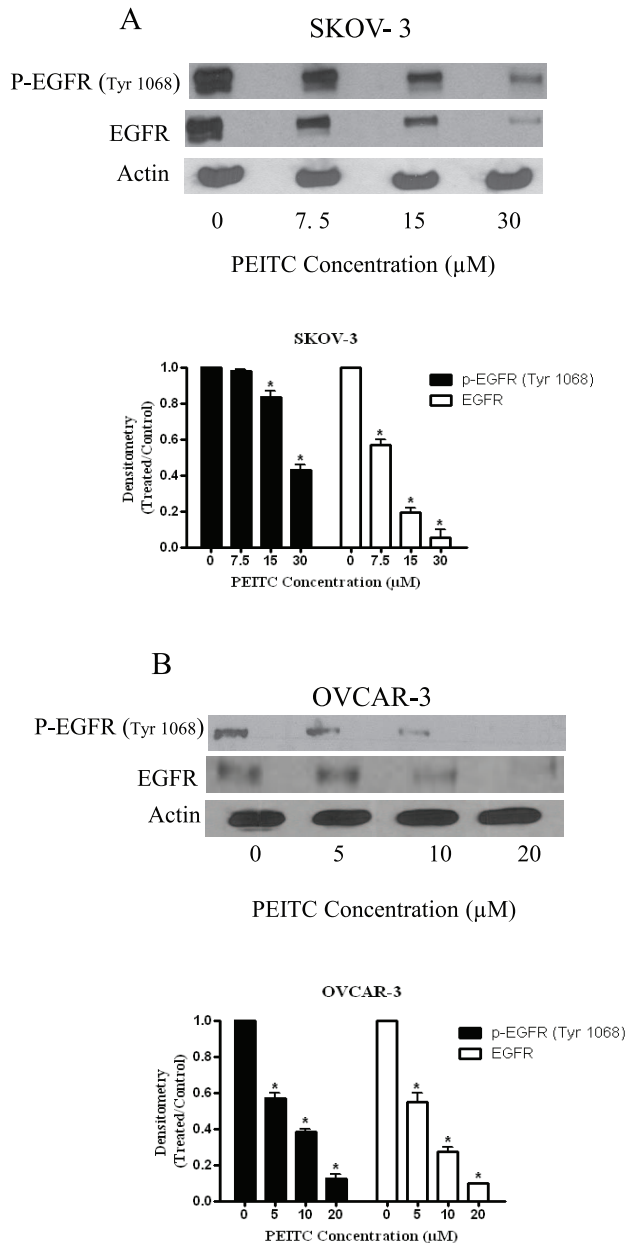 A
SKOV- 3
P-EGFR (Tyr 1068)
EGFR
Actin
0 7. 5 15 30
PEITC Concentration (µM)
SKOV-3
1.0
0.8
0.6
0.4
0.2
0.0
Densitometry
(Treated/Control)
* * * * *
p-EGFR (Tyr 1068)
EGFR
0 7.5 15 30 0 7.5 15 30
PEITC Concentration (µM)
B
OVCAR-3
P-EGFR (Tyr 1068)
EGFR
Actin
0 5 10 20
PEITC Concentration (µM)
OVCAR-3
1.0
0.8
0.6
0.4
0.2
0.0
Densitometry
(Treated/Control)
* * * * * *
p-EGFR (Tyr 1068)
EGFR
0 5 10 20 0 5 10 20
PEITC Concentration (µM)